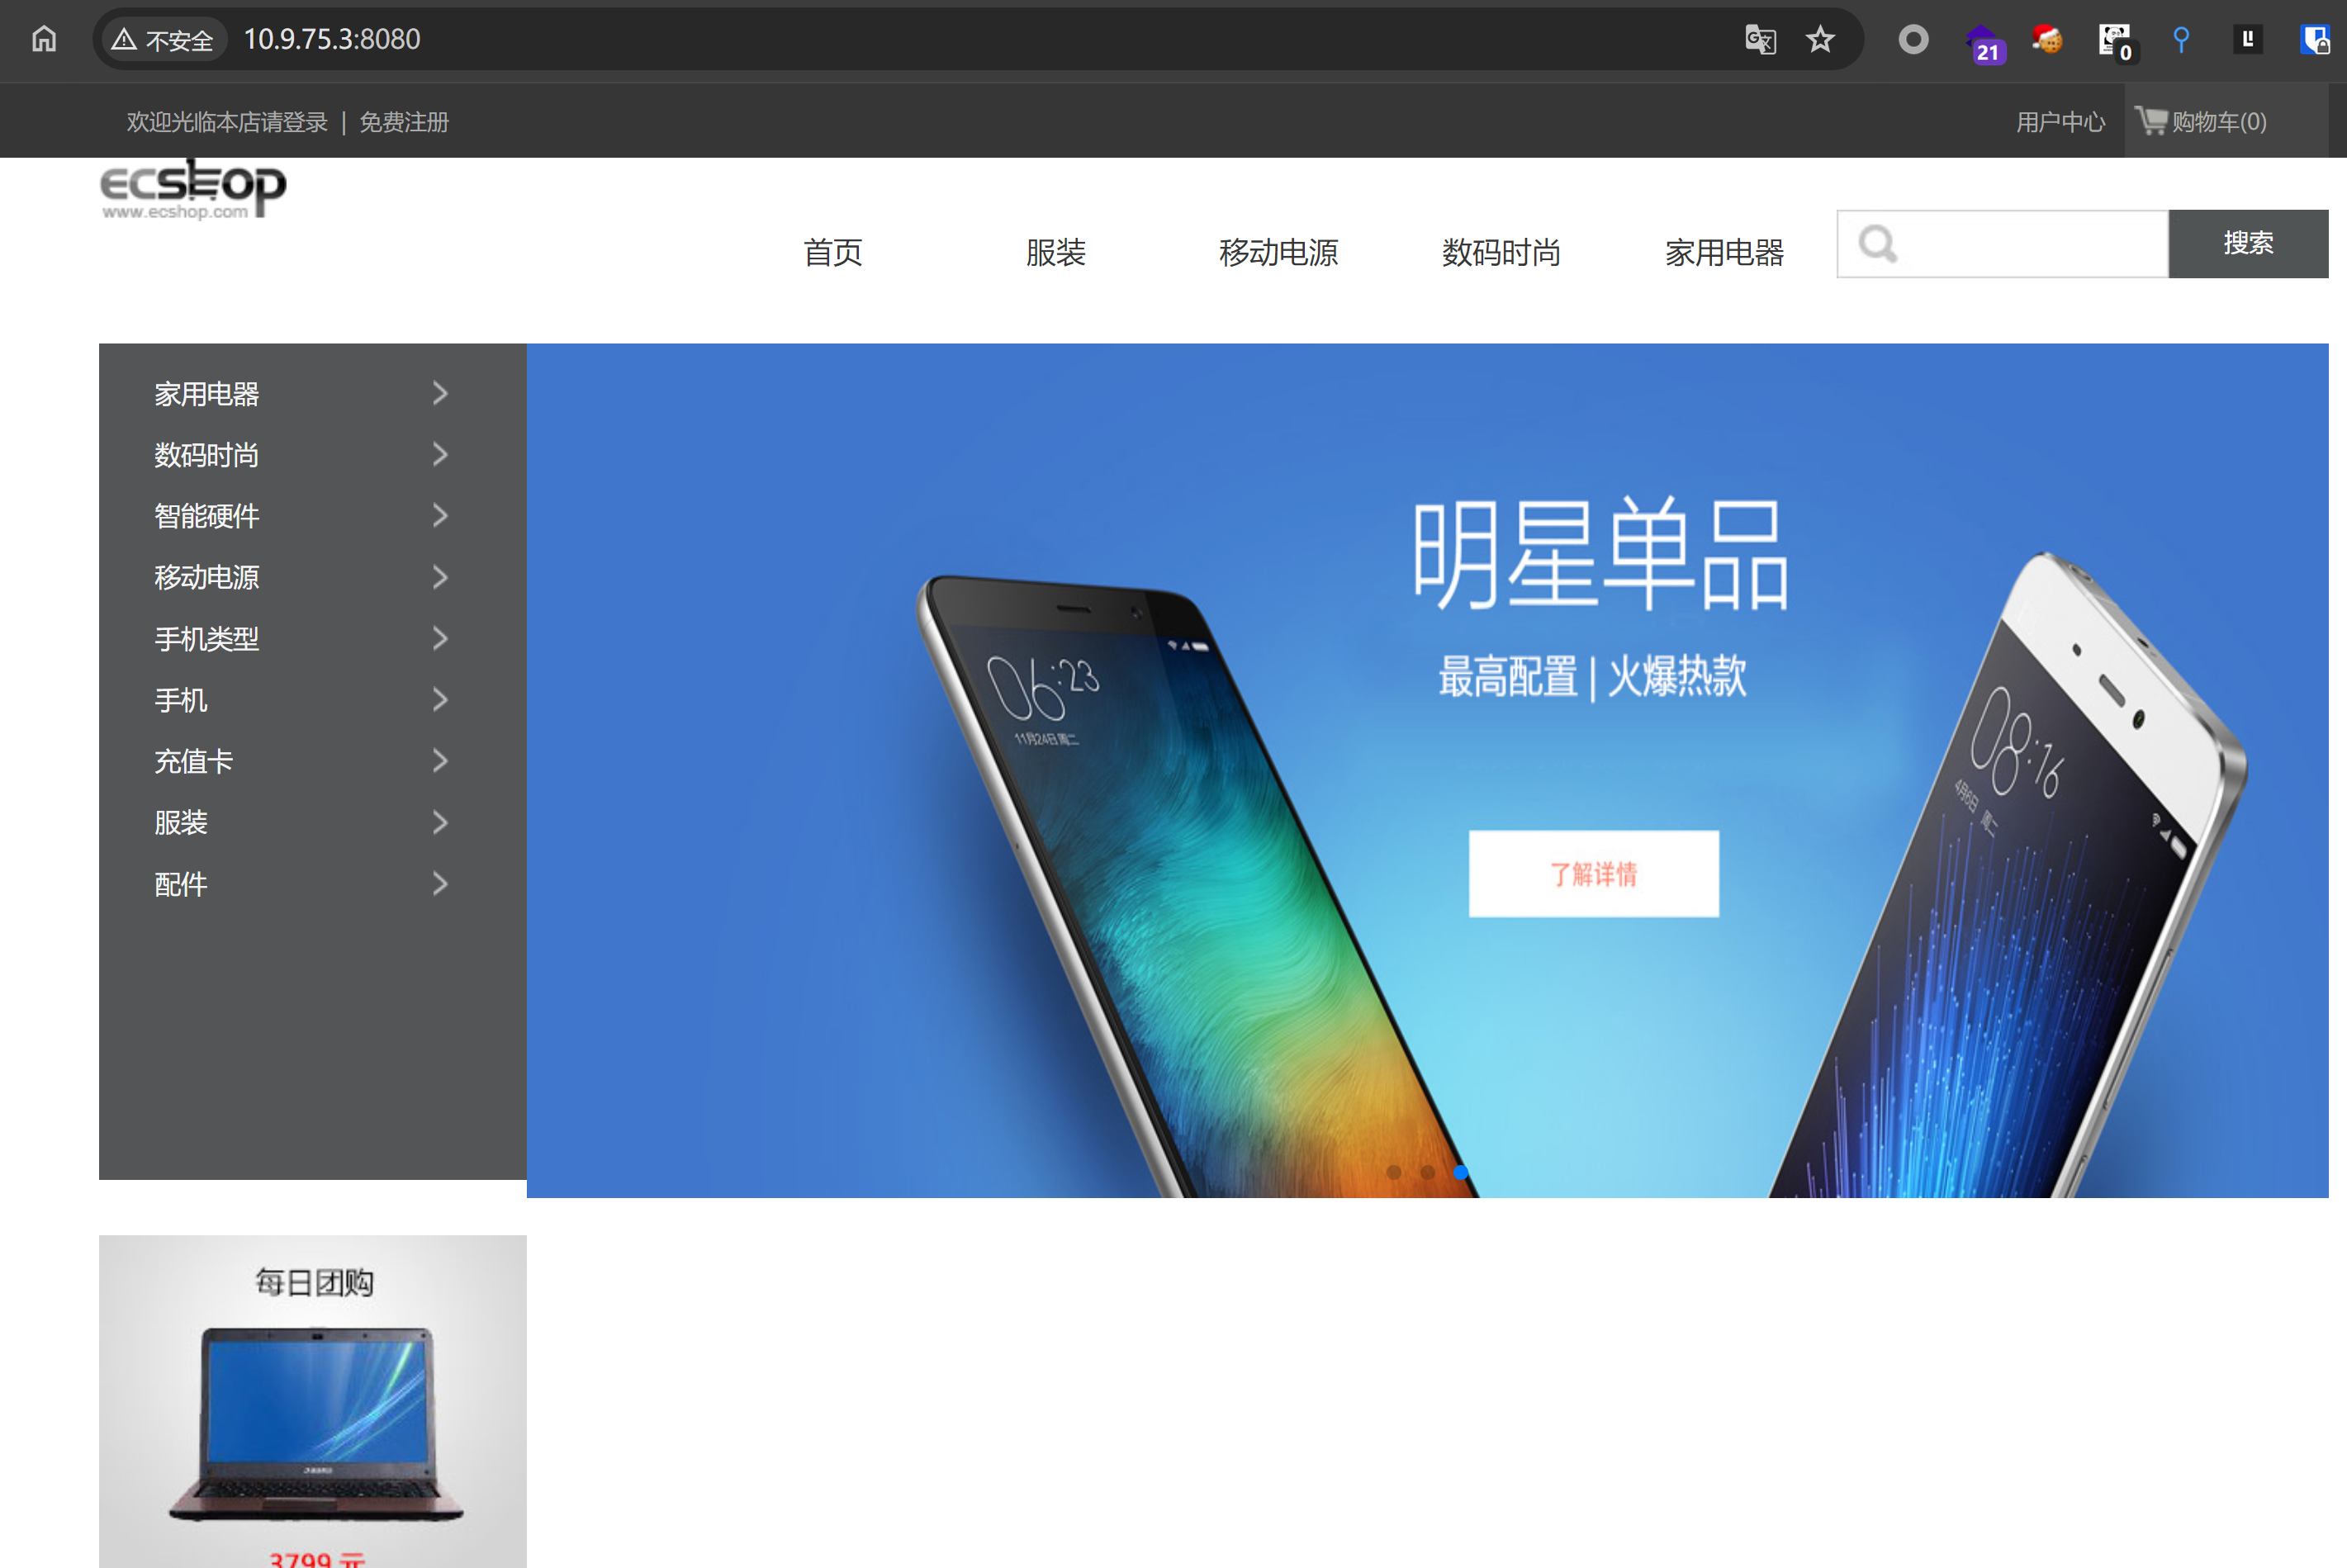 不安全 10.9.75.3:8080
21
0
欢迎光临本店请登录 | 免费注册
用户中心 购物车(0)
ecshop
www.ecshop.com
首页 服装 移动电源 数码时尚 家用电器 搜索
家用电器
数码时尚
智能硬件
移动电源
手机类型
手机
充值卡
服装
配件
明星单品
最高配置 | 火爆热款
了解详情
06:23
11月24日周二
08:16
4月6日 周二
每日团购
3799 元